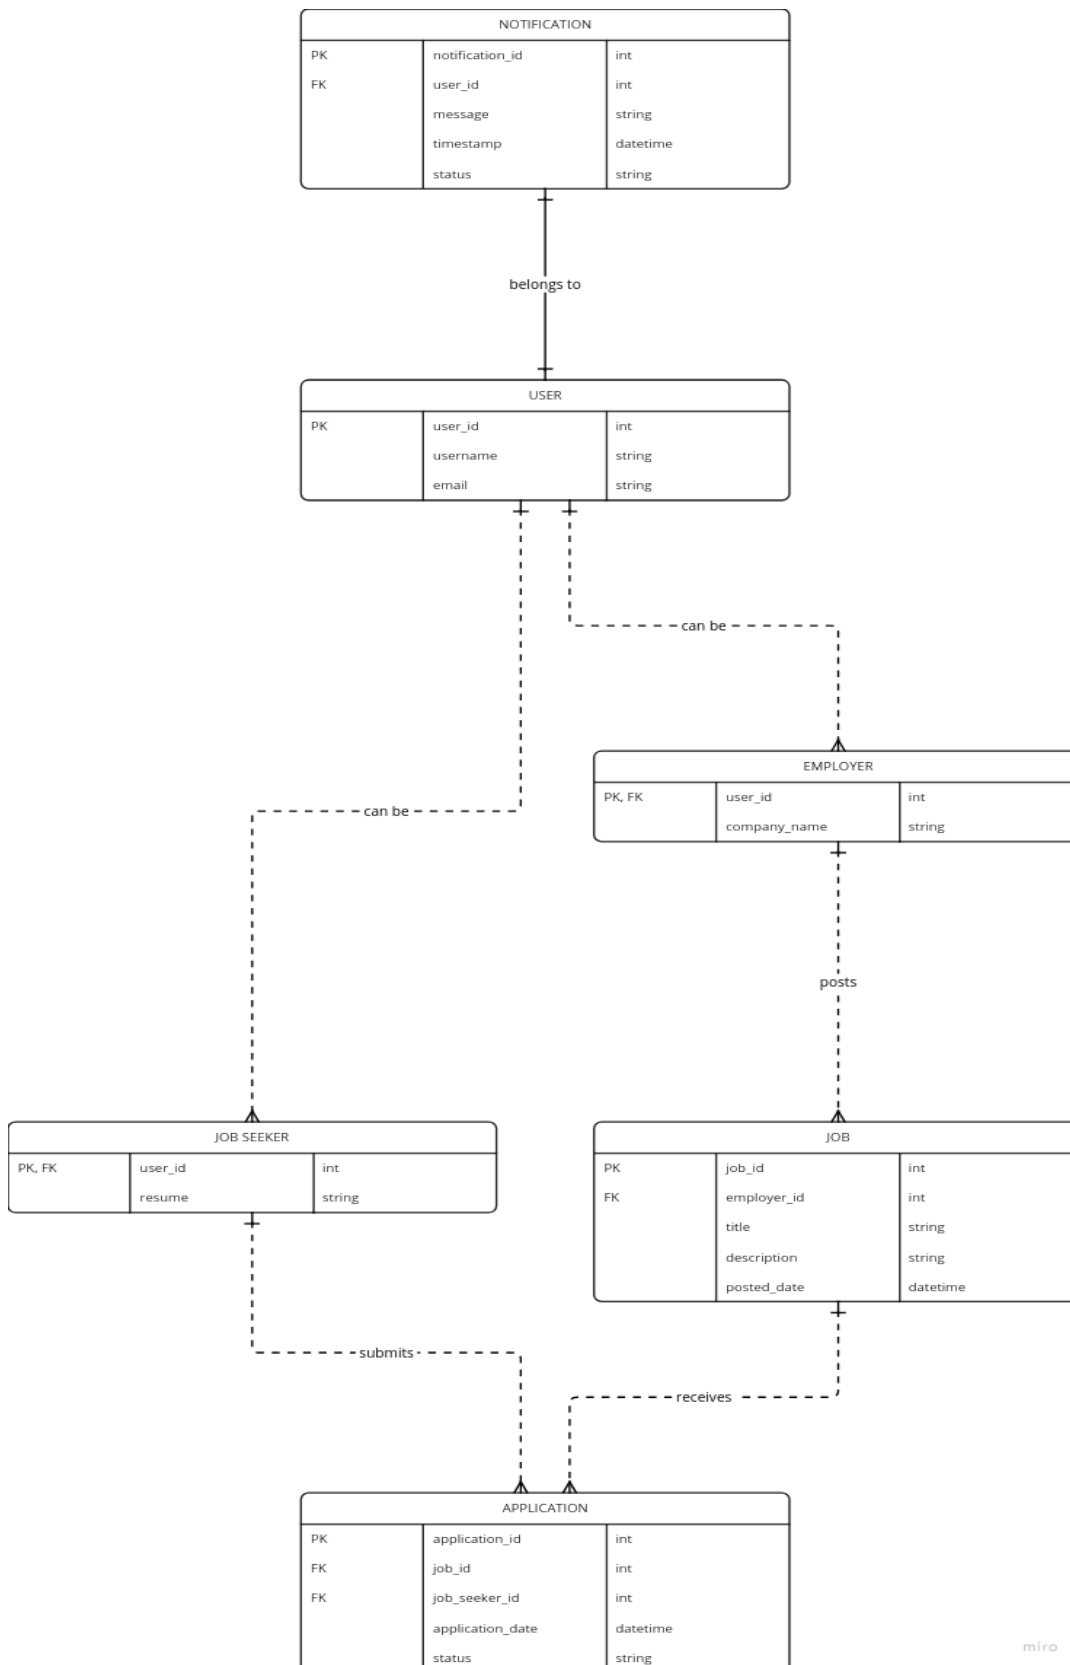 NOTIFICATION
PK notification_id int
FK user_id int
message string
timestamp datetime
status string
belongs to
USER
PK user_id int
username string
email string
can be
EMPLOYER
PK, FK user_id int
company_name string
can be
posts
JOB SEEKER
PK, FK user_id int
resume string
JOB
PK job_id int
FK employer_id int
title string
description string
posted_date datetime
submits
receives
APPLICATION
PK application_id int
FK job_id int
FK job_seeker_id int
application_date datetime
status string
miro